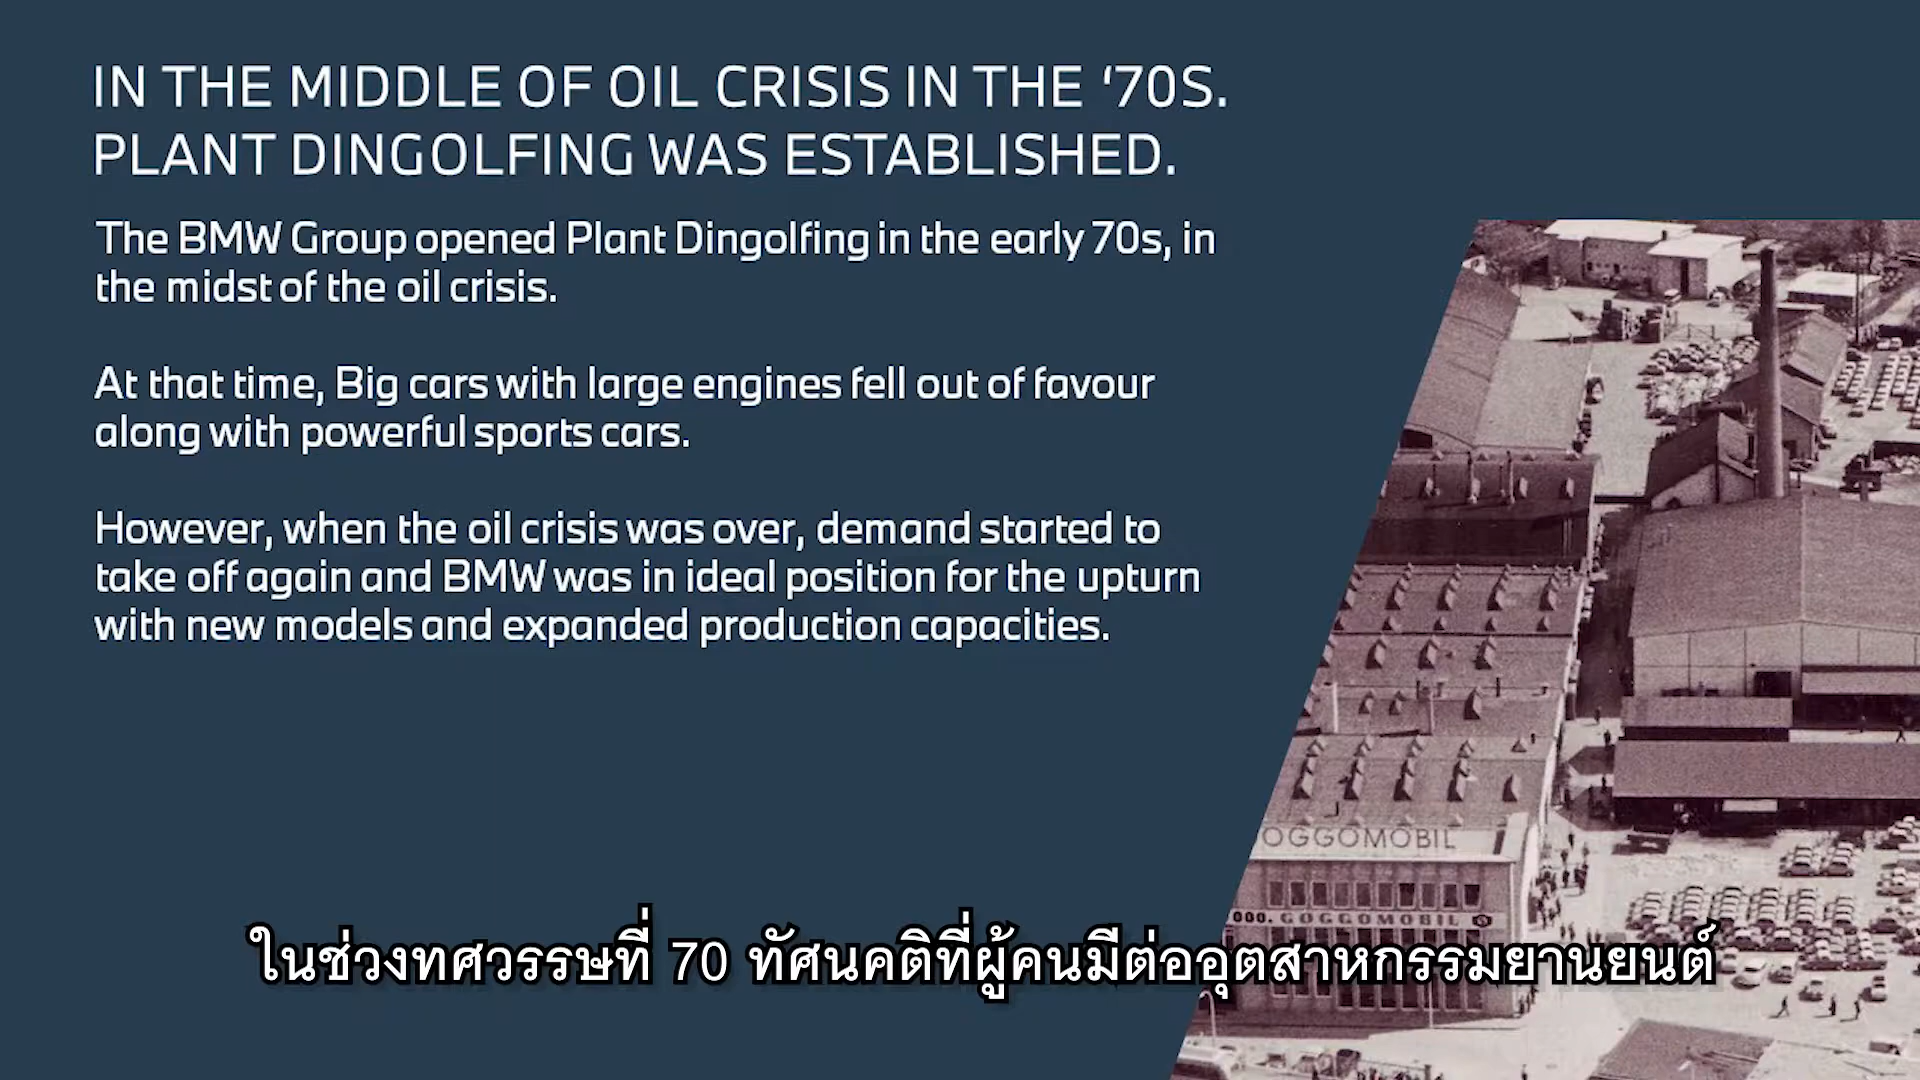 IN THE MIDDLE OF OIL CRISIS IN THE ‘70S.
PLANT DINGOLFING WAS ESTABLISHED.
The BMW Group opened Plant Dingolfing in the early 70s, in
the midst of the oil crisis.
At that time, Big cars with large engines fell out of favour
along with powerful sports cars.
However, when the oil crisis was over, demand started to
take off again and BMW was in ideal position for the upturn
with new models and expanded production capacities.
OGGOMOBIL
000. GOGGOMOBIL
ในช่วงทศวรรษที่ 70 ทัศนคติที่ผู้คนมีต่ออุตสาหกรรมยานยนต์